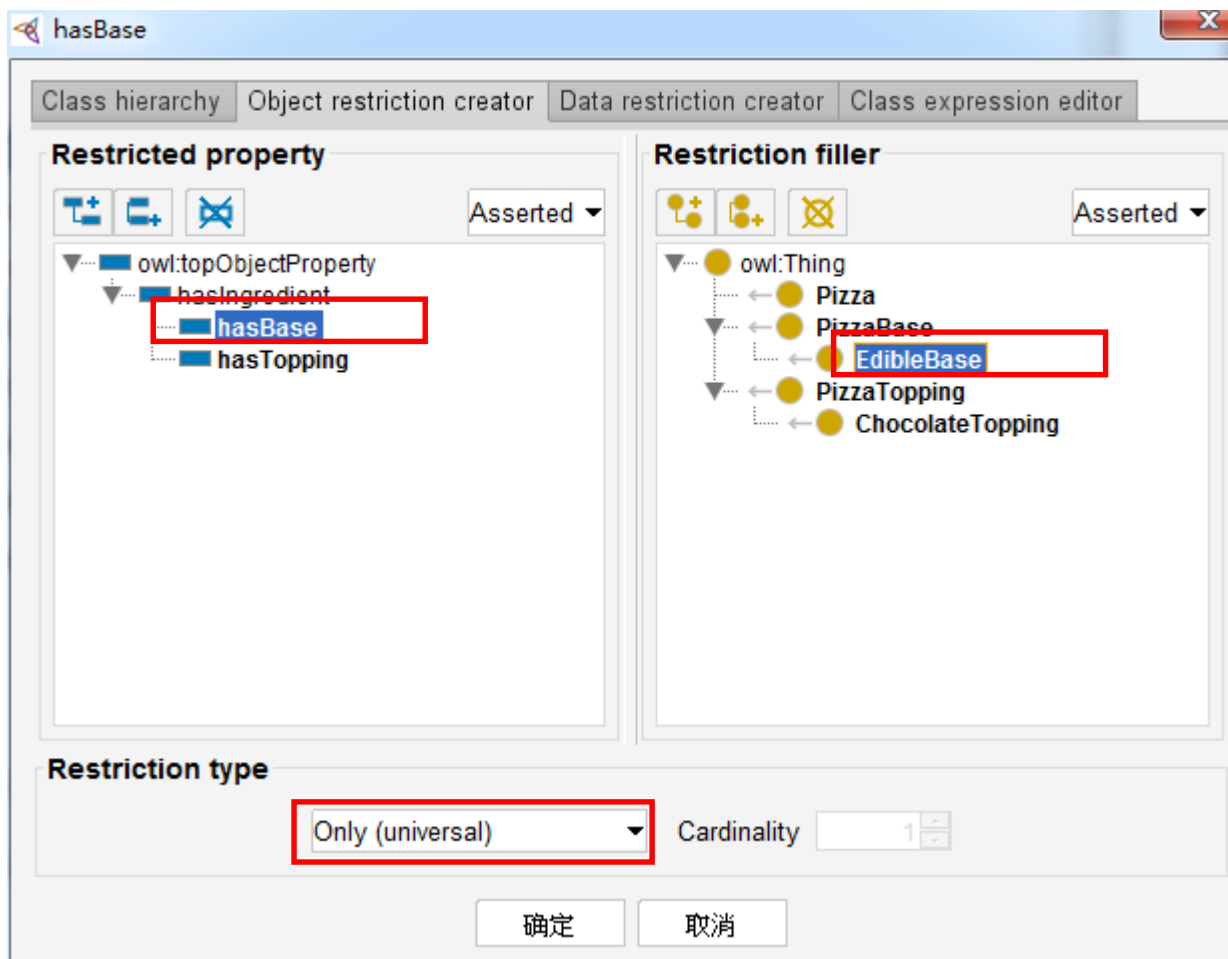 hasBase
Class hierarchy Object restriction creator Data restriction creator Class expression editor
Restricted property
Asserted
owl:topObjectProperty
hasIngredient
hasBase
hasTopping
Restriction filler
Asserted
owl:Thing
Pizza
PizzaBase
EdibleBase
PizzaTopping
ChocolateTopping
Restriction type
Only (universal) Cardinality 1
确定 取消